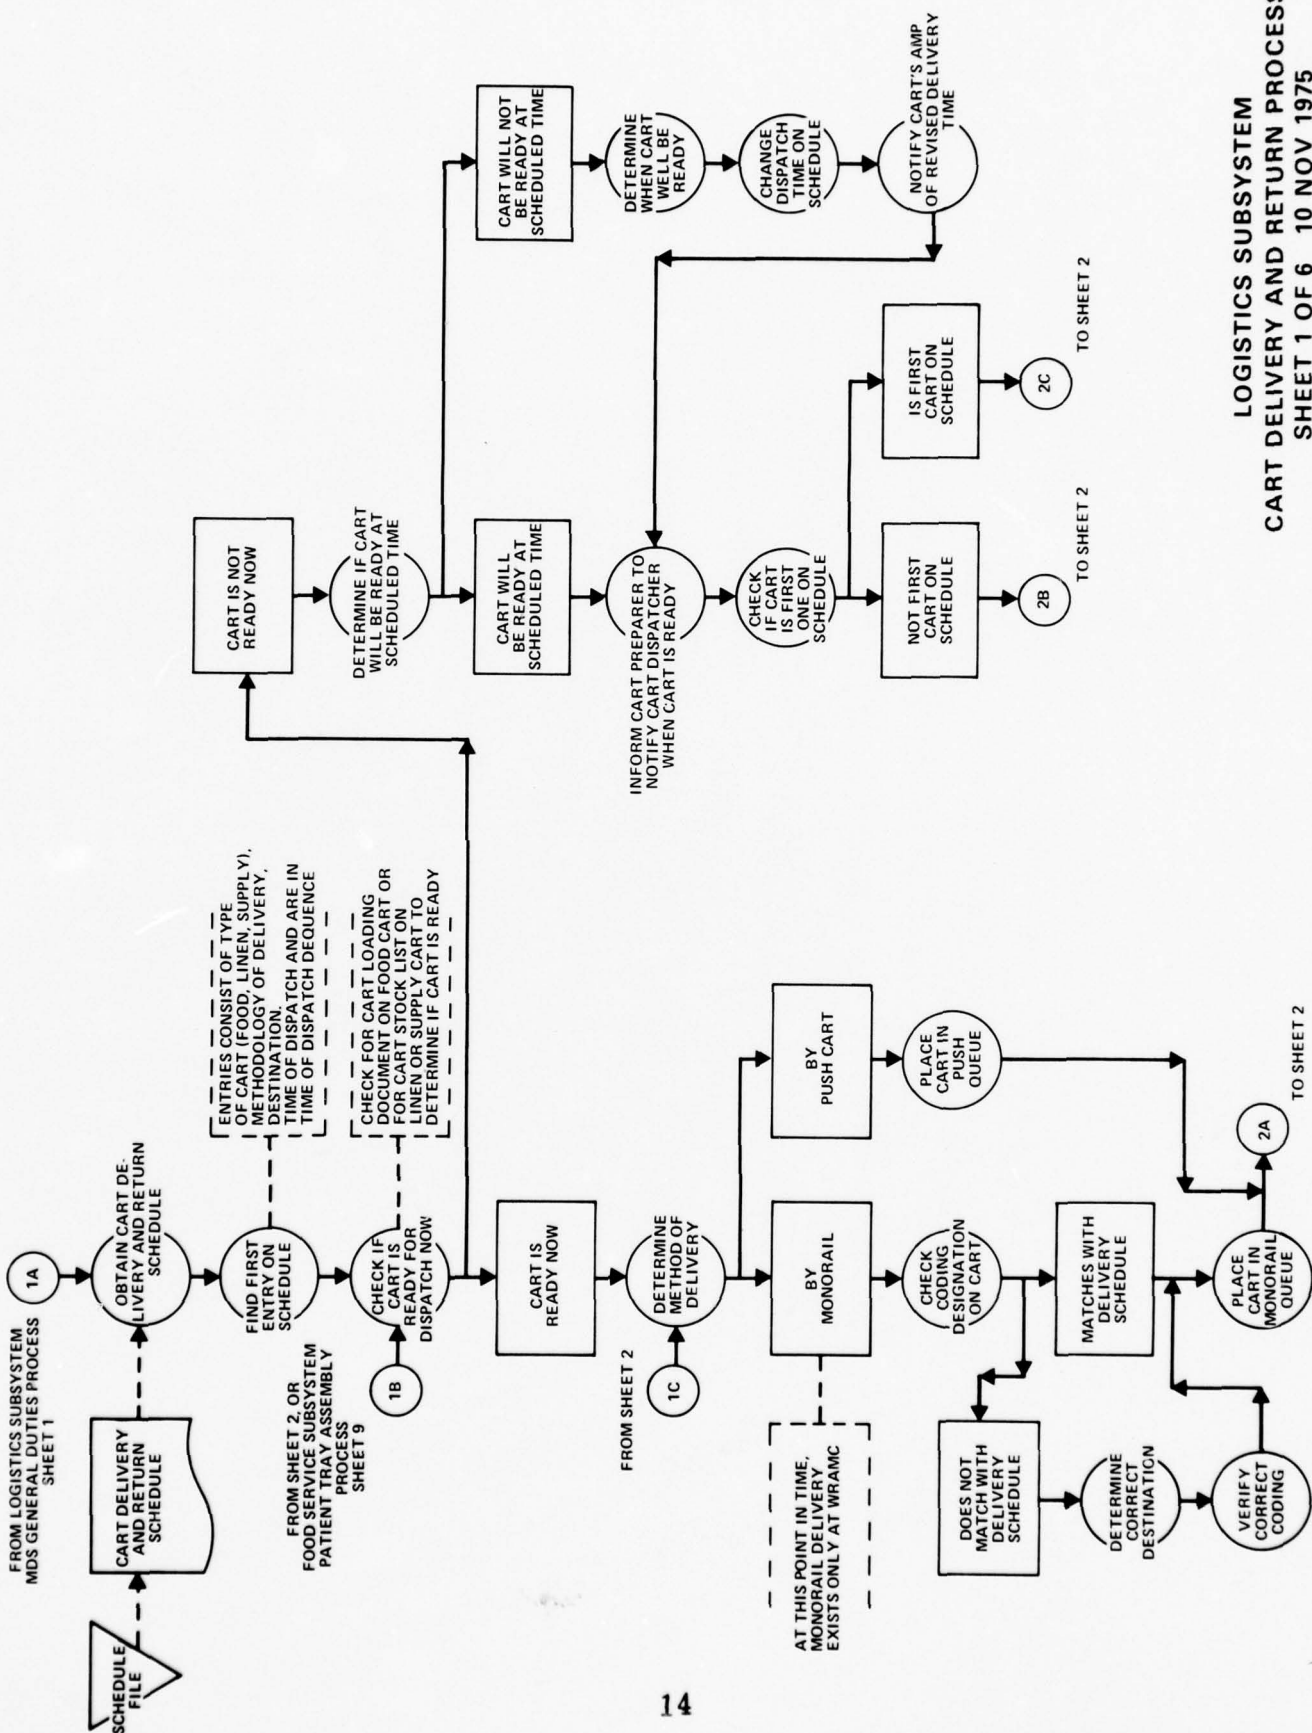 FROM LOGISTICS SUBSYSTEM
MDS GENERAL DUTIES PROCESS
SHEET 1
1A
SCHEDULE
FILE
CART DELIVERY
AND RETURN
SCHEDULE
OBTAIN CART DE-
LIVERY AND RETURN
SCHEDULE
FIND FIRST
ENTRY ON
SCHEDULE
ENTRIES CONSIST OF TYPE
OF CART (FOOD, LINEN, SUPPLY),
METHODOLOGY OF DELIVERY,
DESTINATION,
TIME OF DISPATCH AND ARE IN
TIME OF DISPATCH DEQUENCE
FROM SHEET 2, OR
FOOD SERVICE SUBSYSTEM
PATIENT TRAY ASSEMBLY
PROCESS
SHEET 9
1B
CHECK IF
CART IS
READY FOR
DISPATCH NOW
CHECK FOR CART LOADING
DOCUMENT ON FOOD CART OR
FOR CART STOCK LIST ON
LINEN OR SUPPLY CART TO
DETERMINE IF CART IS READY
CART IS NOT
READY NOW
DETERMINE IF CART
WILL BE READY AT
SCHEDULED TIME
CART WILL
BE READY AT
SCHEDULED TIME
CART WILL NOT
BE READY AT
SCHEDULED TIME
DETERMINE
WHEN CART
WELL BE
READY
CHANGE
DISPATCH
TIME ON
SCHEDULE
NOTIFY CART'S AMP
OF REVISED DELIVERY
TIME
INFORM CART PREPARER TO
NOTIFY CART DISPATCHER
WHEN CART IS READY
CHECK
IF CART
IS FIRST
ONE ON
SCHEDULE
NOT FIRST
CART ON
SCHEDULE
2B
TO SHEET 2
IS FIRST
CART ON
SCHEDULE
2C
TO SHEET 2
CART IS
READY NOW
FROM SHEET 2
1C
DETERMINE
METHOD OF
DELIVERY
AT THIS POINT IN TIME,
MONORAIL DELIVERY
EXISTS ONLY AT WRAMC
BY
MONORAIL
BY
PUSH CART
CHECK
CODING
DESIGNATION
ON CART
PLACE
CART IN
PUSH
QUEUE
DOES NOT
MATCH WITH
DELIVERY
SCHEDULE
MATCHES WITH
DELIVERY
SCHEDULE
DETERMINE
CORRECT
DESTINATION
VERIFY
CORRECT
CODING
PLACE
CART IN
MONORAIL
QUEUE
2A
TO SHEET 2
LOGISTICS SUBSYSTEM
CART DELIVERY AND RETURN PROCESS
SHEET 1 OF 6 10 NOV 1975
14